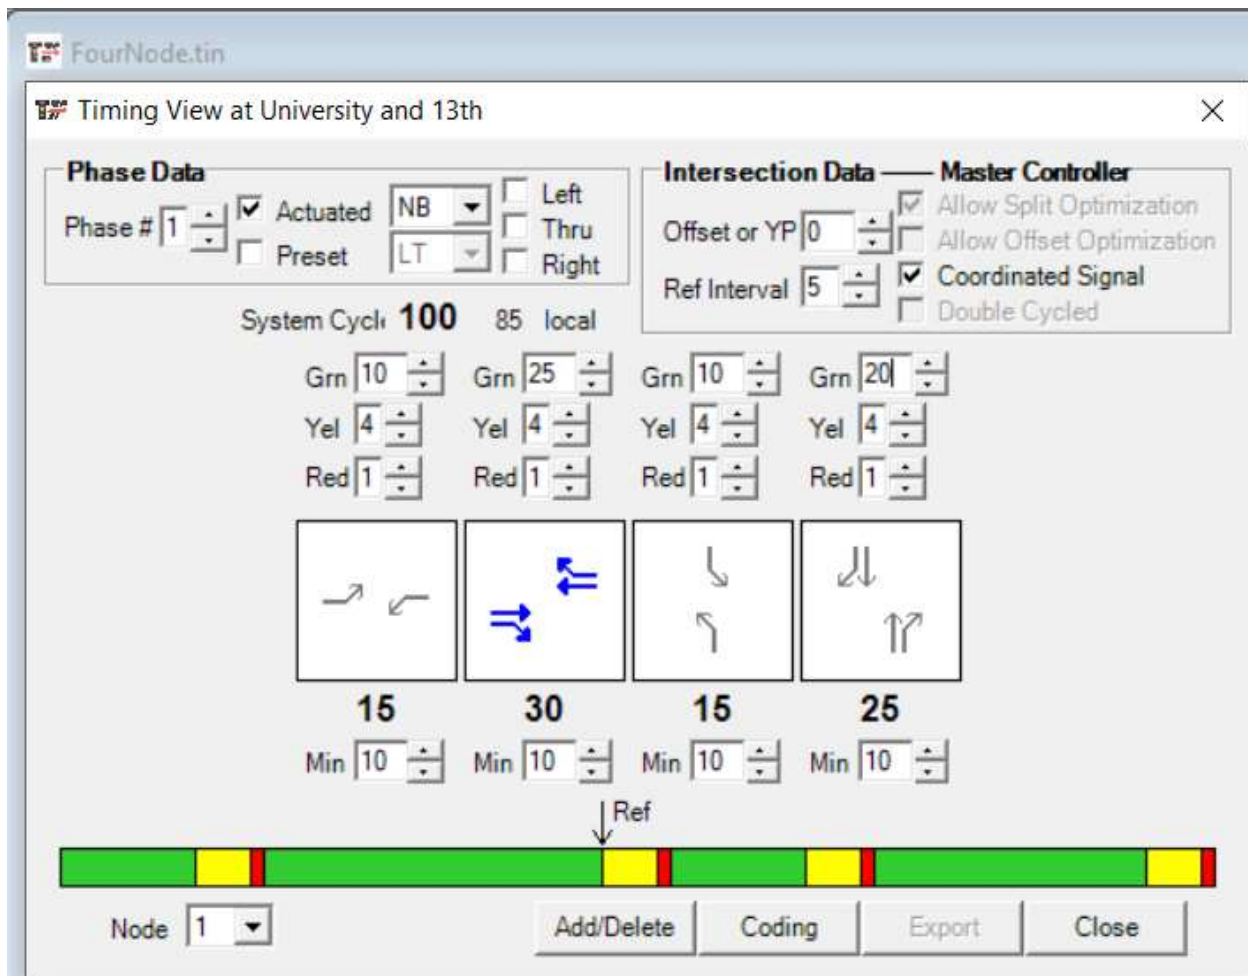 FourNode.tin
Timing View at University and 13th
Phase Data
Phase # 1
Actuated
Preset
NB
LT
Left
Thru
Right
Intersection Data
Master Controller
Offset or YP 0
Ref Interval 5
Allow Split Optimization
Allow Offset Optimization
Coordinated Signal
Double Cycled
System Cycl 100 85 local
Grn 10 Grn 25 Grn 10 Grn 20
Yel 4 Yel 4 Yel 4 Yel 4
Red 1 Red 1 Red 1 Red 1
15 30 15 25
Min 10 Min 10 Min 10 Min 10
Ref
Node 1 Add/Delete Coding Export Close